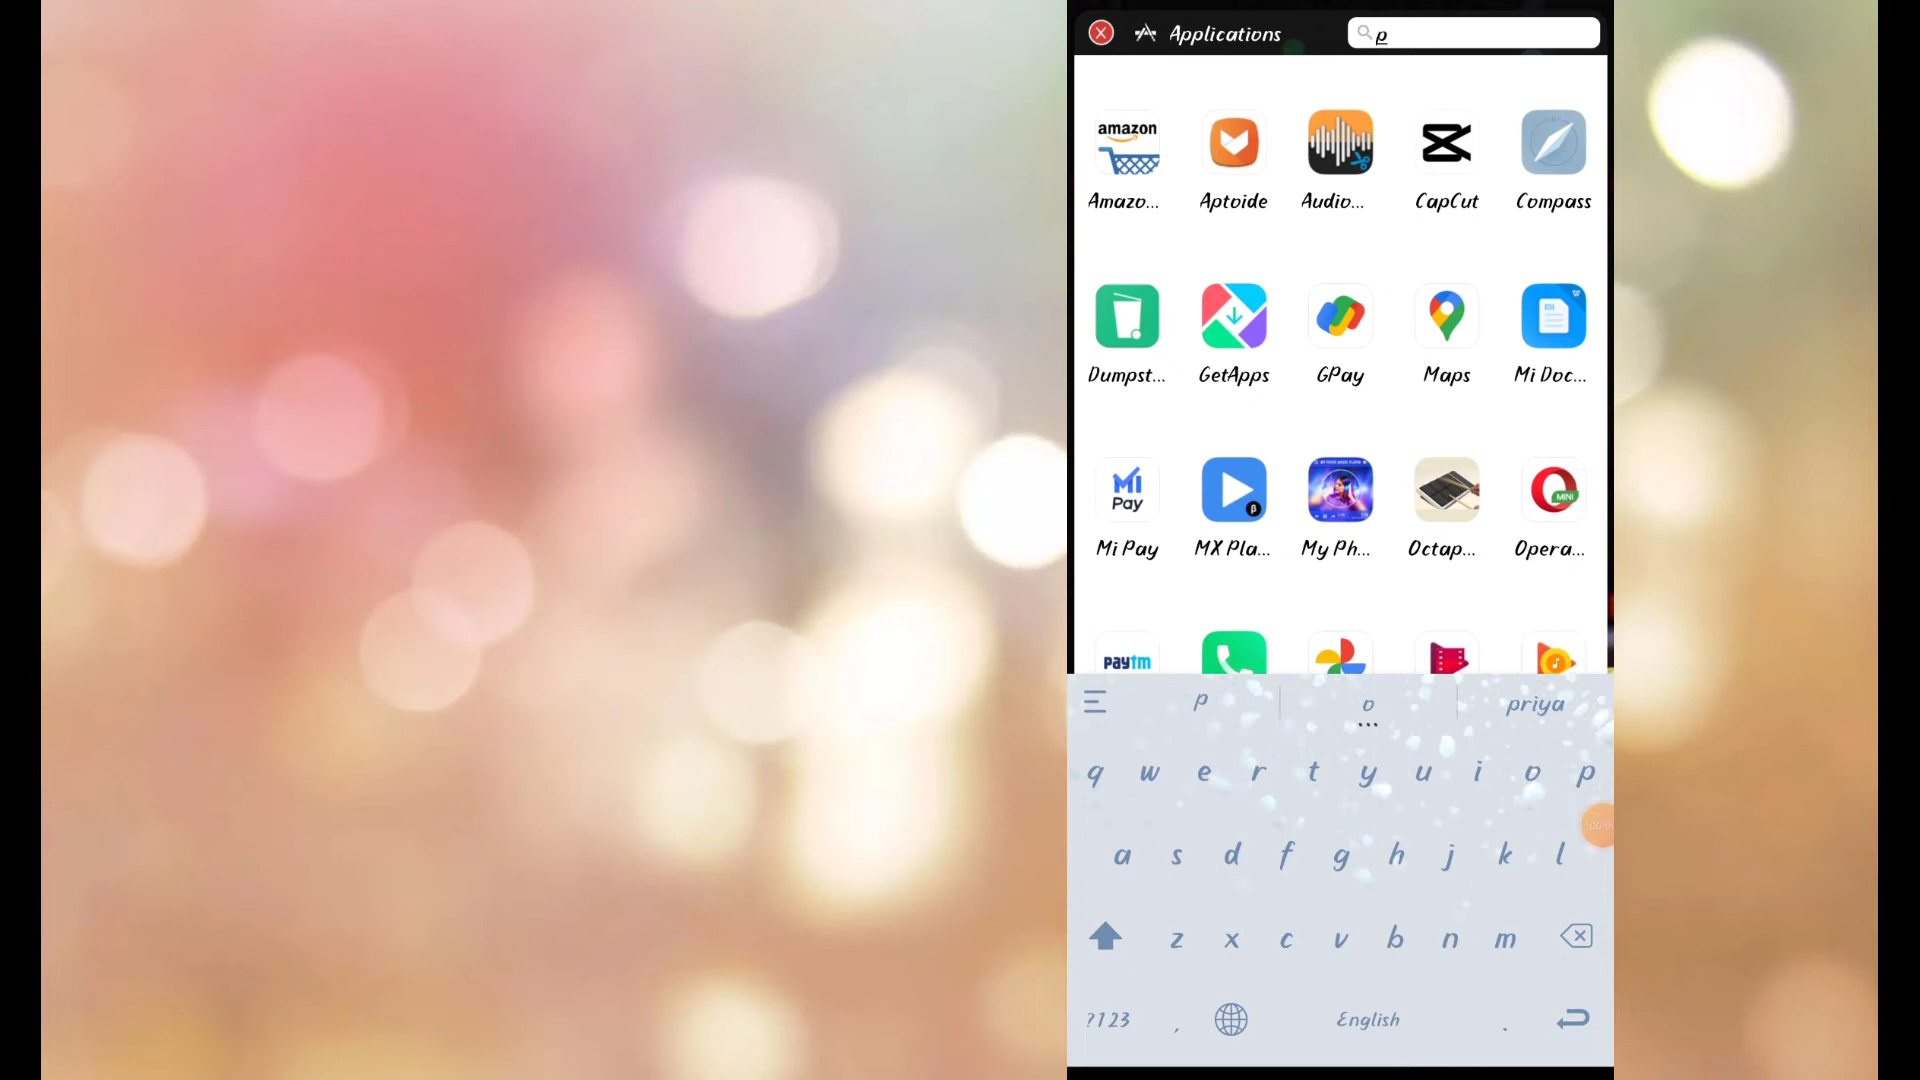 Applications
p
amazon
Amazo... Aptoide Audio... CapCut Compass
Dumpst... GetApps GPay Maps Mi Doc...
Pay
MINI
Mi Pay MX Pla... My Ph... Octap... Opera...
paytm
p o priya
...
q w e r t y u i o p
a s d f g h j k l
z x c v b n m
?123 , English .